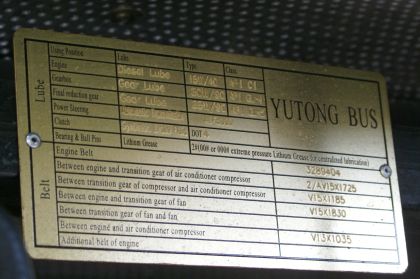 Using Position Lube Type Class
Engine Diesel Lube
Gearbox Gear Lube
Final reduction gear Gear Lube
Power Steering
Clutch
DOT 4
Bearing & Ball Pins Lithium Grease 2#(00# or 000# extreme pressure Lithium Grease for centralized lubrication)
Lube
YUTONG BUS
Belt
Engine Belt 3289404
Between engine and transition gear of air conditioner compressor 2/AV15X1725
Between transition gear of compressor and air conditioner compressor V15X1185
Between engine and transition gear of fan V15X1830
Between transition gear of fan and fan
Between engine and air conditioner compressor V13X1035
Additional belt of engine